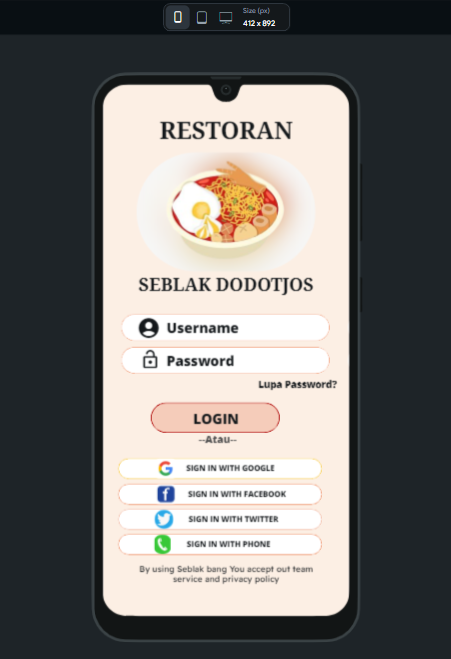 Size (px)
412 x 892
RESTORAN
SEBLAK DODOTJOS
Username
Password
Lupa Password?
LOGIN
--Atau--
SIGN IN WITH GOOGLE
SIGN IN WITH FACEBOOK
SIGN IN WITH TWITTER
SIGN IN WITH PHONE
By using Seblak bang You accept out team
service and privacy policy